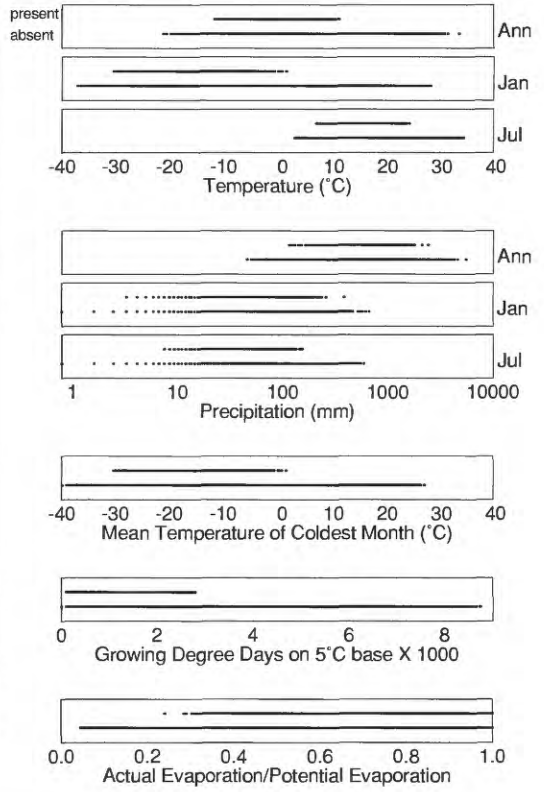 present
absent
Ann
Jan
Jul
-40 -30 -20 -10 0 10 20 30 40
Temperature (°C)
Ann
Jan
Jul
1 10 100 1000 10000
Precipitation (mm)
-40 -30 -20 -10 0 10 20 30 40
Mean Temperature of Coldest Month (°C)
0 2 4 6 8
Growing Degree Days on 5°C base X 1000
0.0 0.2 0.4 0.6 0.8 1.0
Actual Evaporation/Potential Evaporation